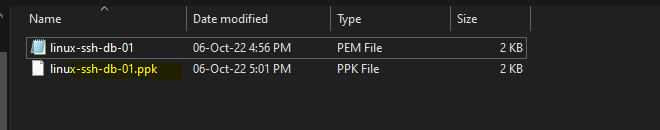 Name Date modified Type Size
linux-ssh-db-01 06-Oct-22 4:56 PM PEM File 2 KB
linux-ssh-db-01.ppk 06-Oct-22 5:01 PM PPK File 2 KB